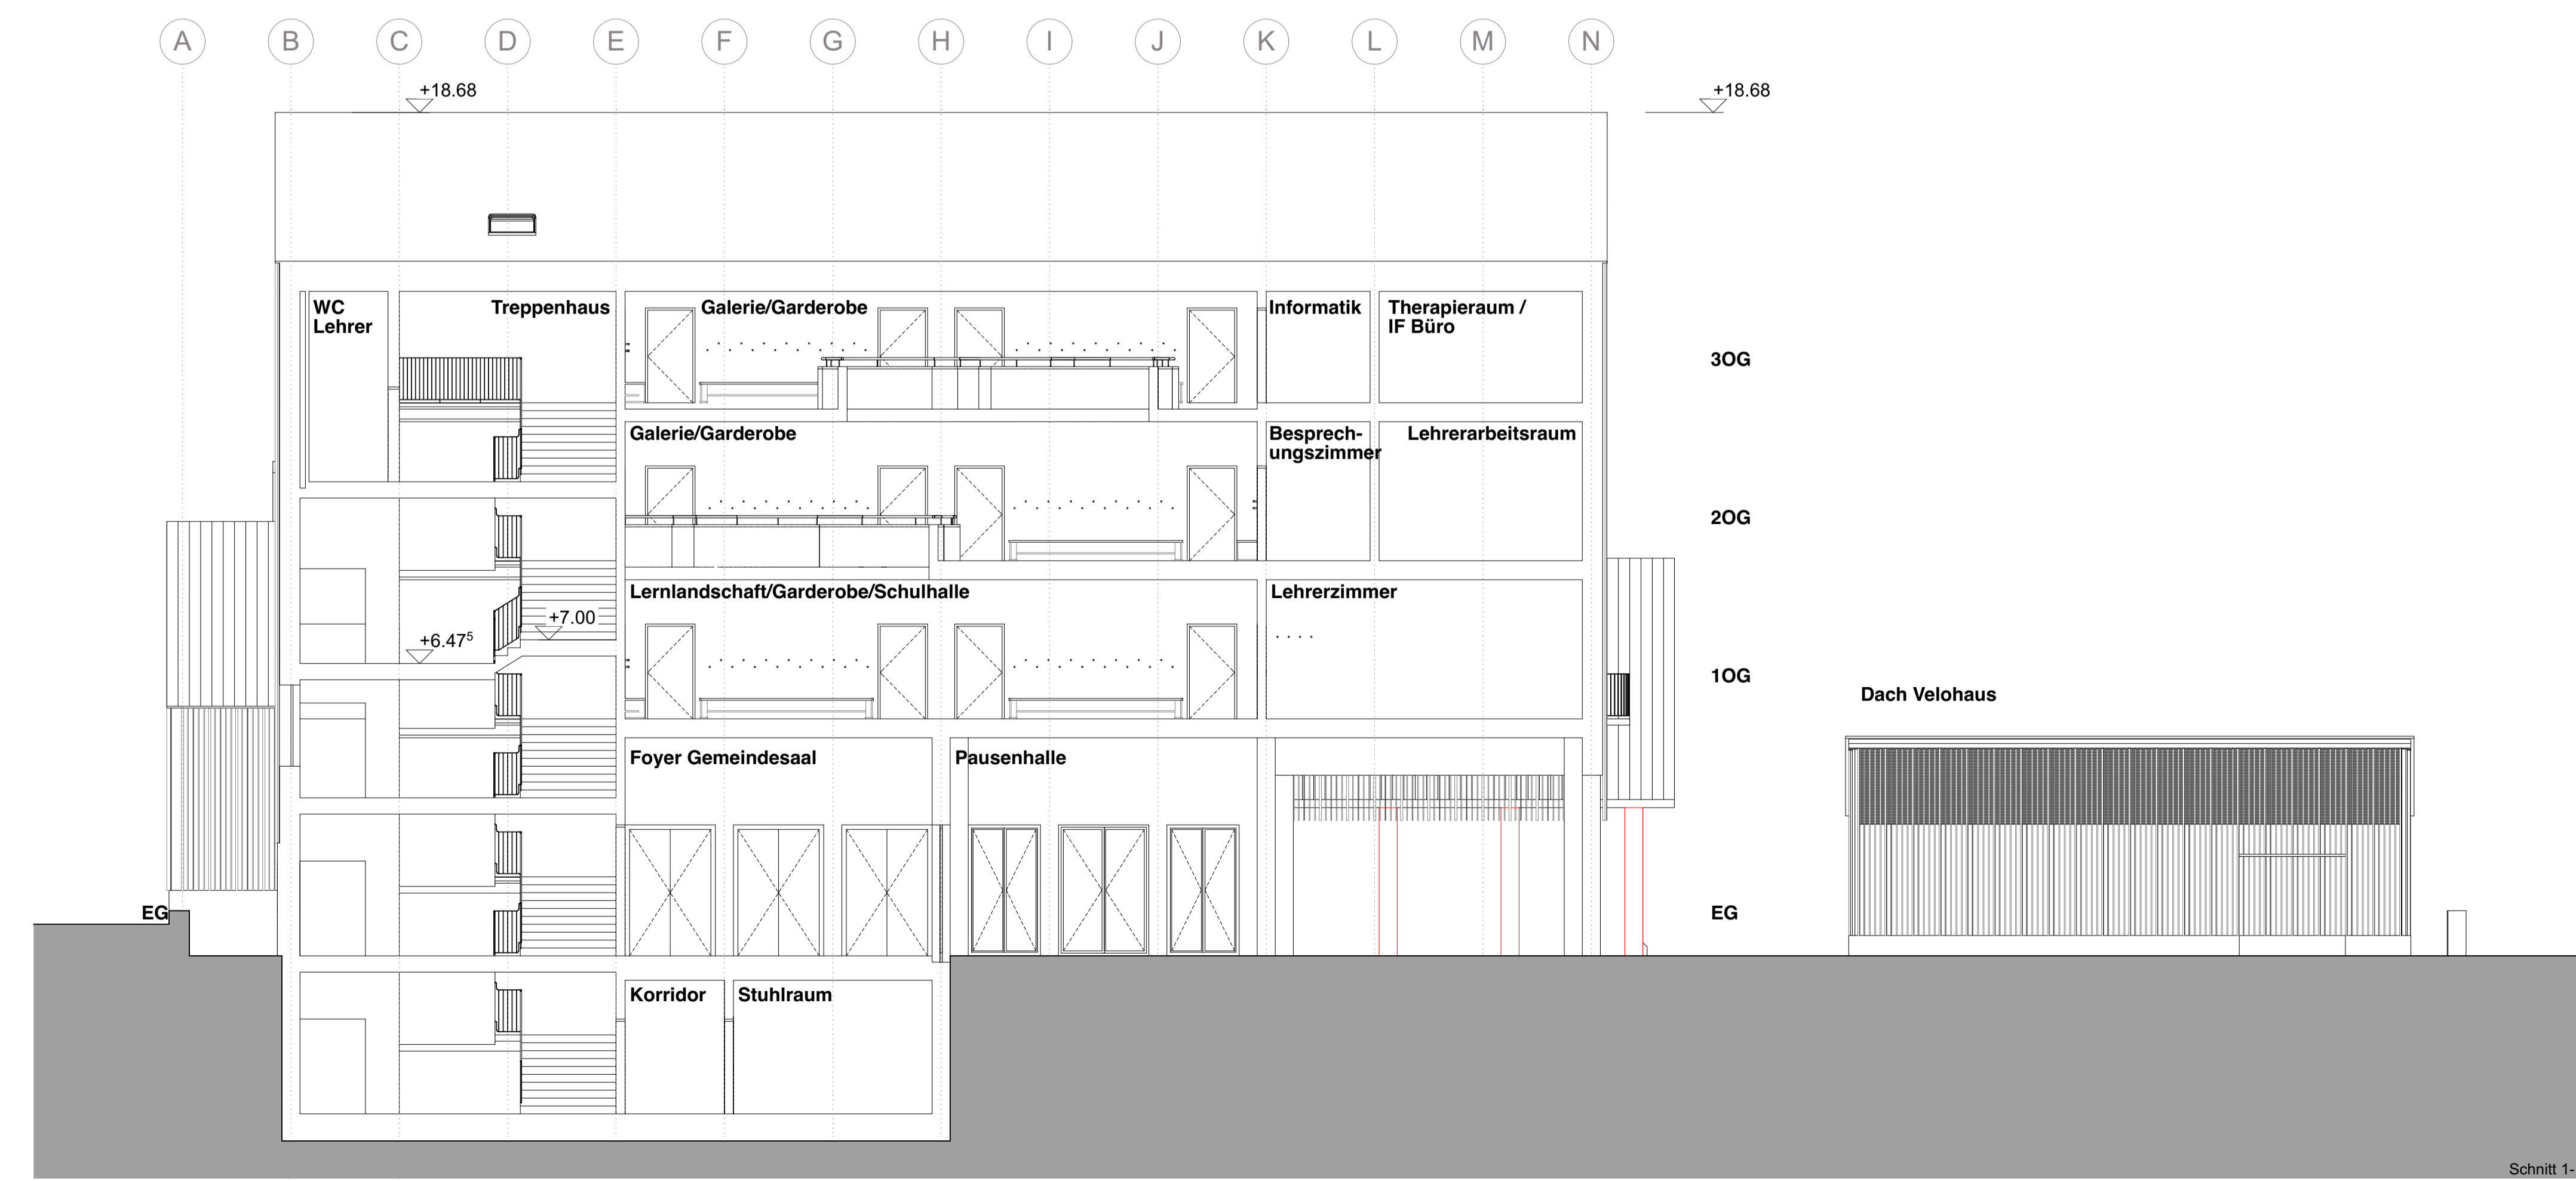 A B C D E F G H I J K L M N
+18.68 +18.68
WC
Lehrer
Treppenhaus
Galerie/Garderobe
Informatik
Therapieraum /
IF Büro
3OG
Galerie/Garderobe
Besprech-
ungszimmer
Lehrerarbeitsraum
2OG
Lernlandschaft/Garderobe/Schulhalle
Lehrerzimmer
+7.00
+6.47⁵
1OG
Dach Velohaus
Foyer Gemeindesaal
Pausenhalle
EG
EG
Korridor
Stuhlraum
Schnitt 1-